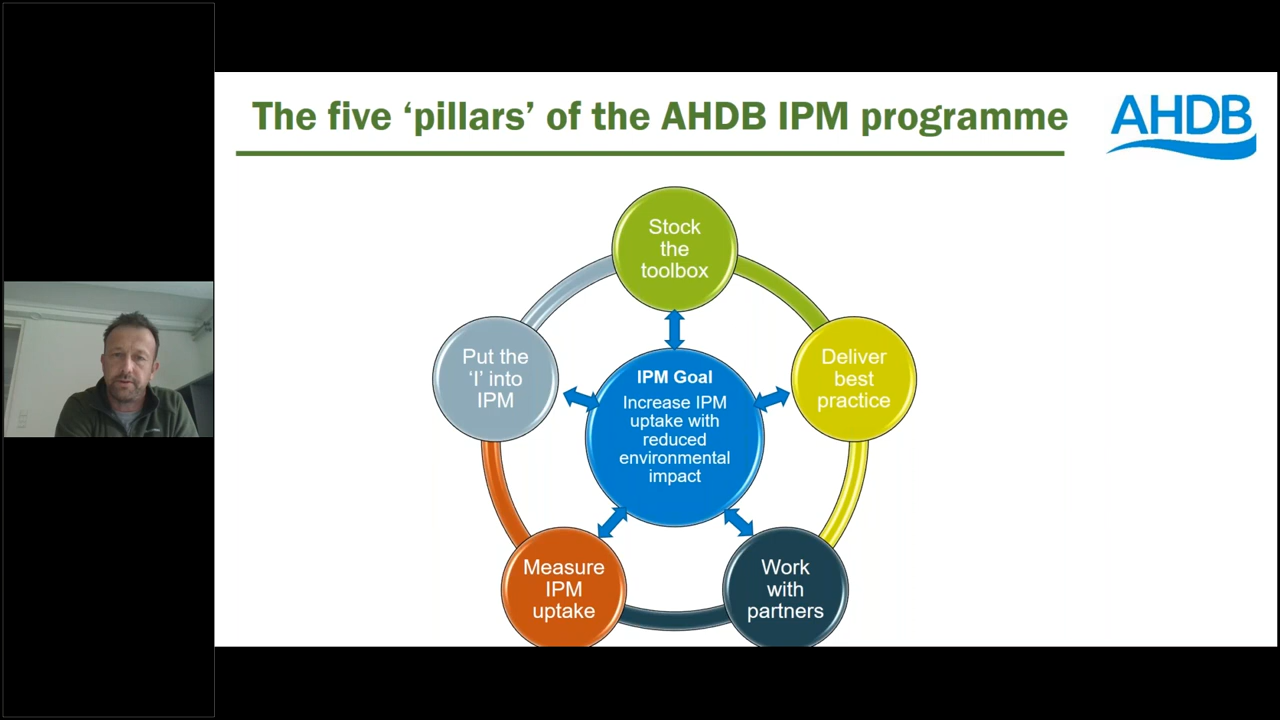 The five ‘pillars’ of the AHDB IPM programme
AHDB
Stock
the
toolbox
Put the
‘I’ into
IPM
IPM Goal
Increase IPM
uptake with
reduced
environmental
impact
Deliver
best
practice
Measure
IPM
uptake
Work
with
partners